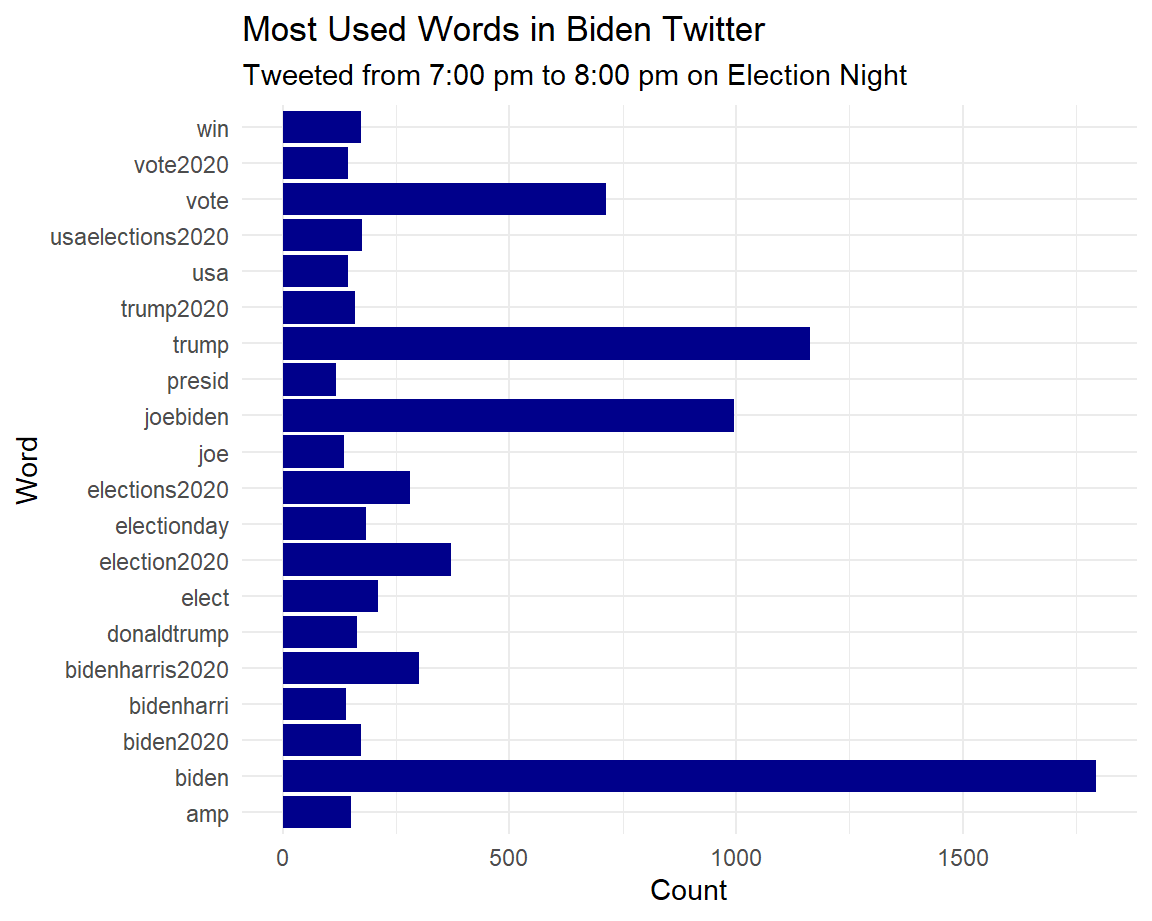 Most Used Words in Biden Twitter
Tweeted from 7:00 pm to 8:00 pm on Election Night
win
vote2020
vote
usaelections2020
usa
trump2020
trump
presid
joebiden
joe
elections2020
electionday
election2020
elect
donaldtrump
bidenharris2020
bidenharri
biden2020
biden
amp
Word
0 500 1000 1500
Count